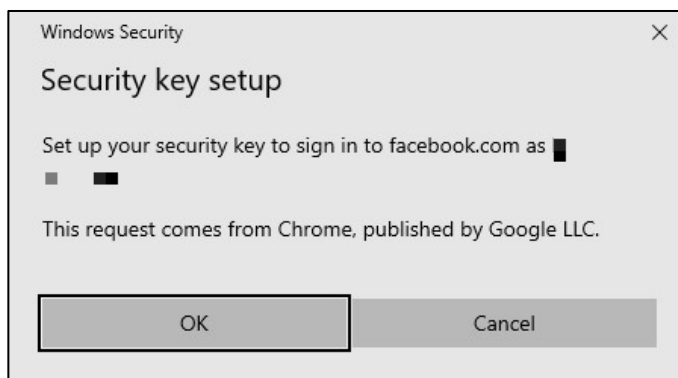 Windows Security
Security key setup
Set up your security key to sign in to facebook.com as
This request comes from Chrome, published by Google LLC.
OK
Cancel